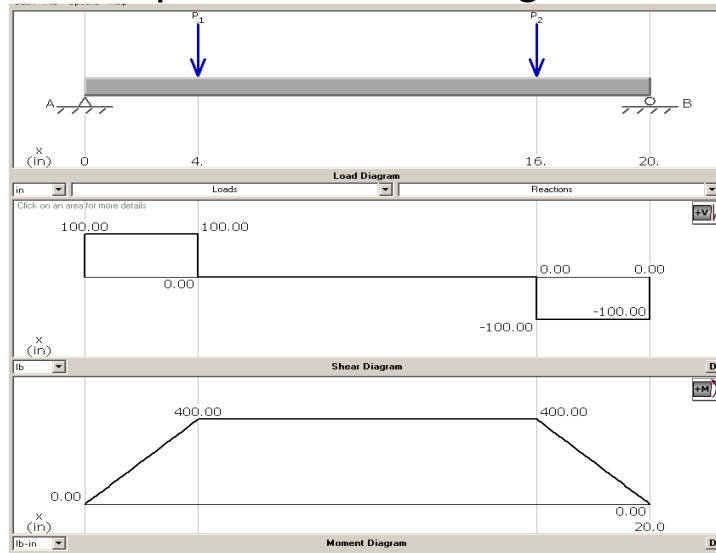 P1
P2
A
B
x
(in) 0 4. 16. 20.
Load Diagram
in Loads Reactions
Click on an area for more details
+V
100.00 100.00
0.00 0.00 0.00
-100.00 -100.00
x
(in)
lb Shear Diagram D
+M
400.00 400.00
0.00 0.00
x
(in) 20.0
lb-in Moment Diagram D